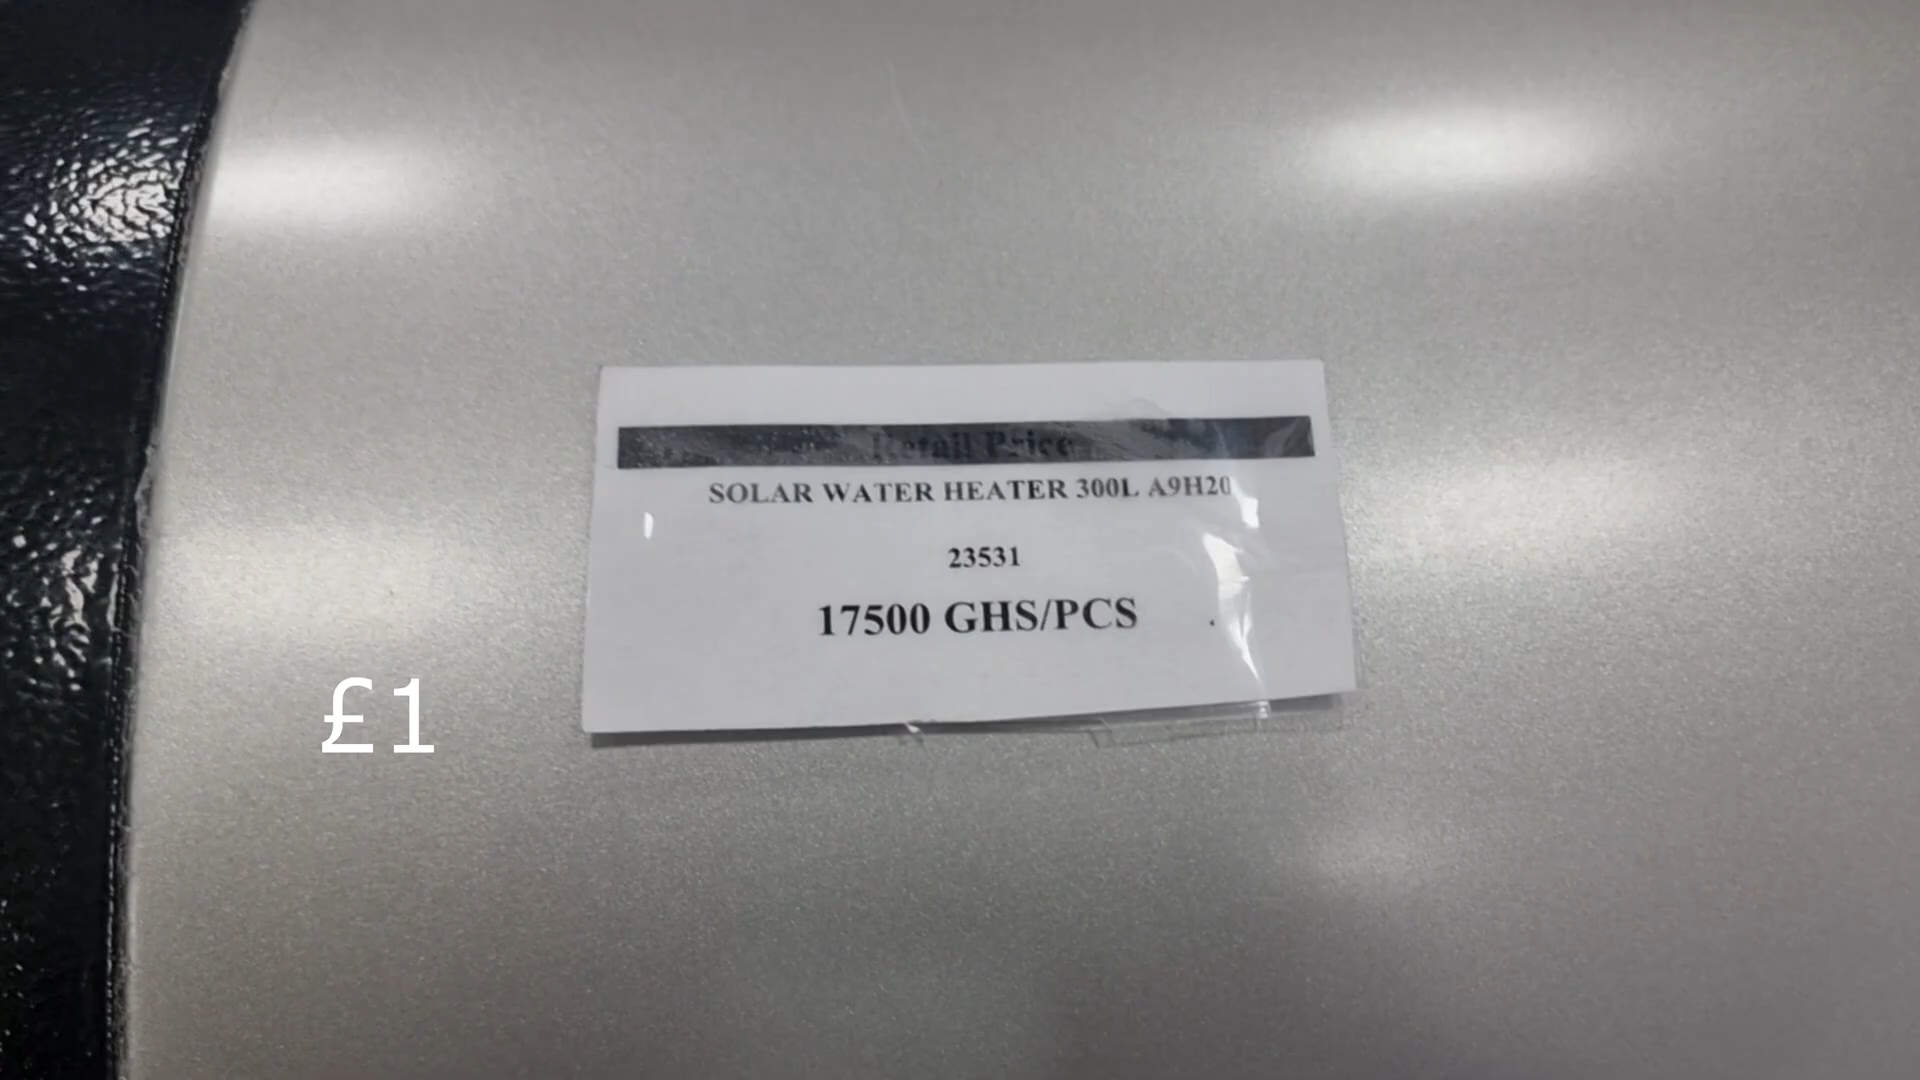 Retail Price
SOLAR WATER HEATER 300L A9H20
23531
17500 GHS/PCS
£1